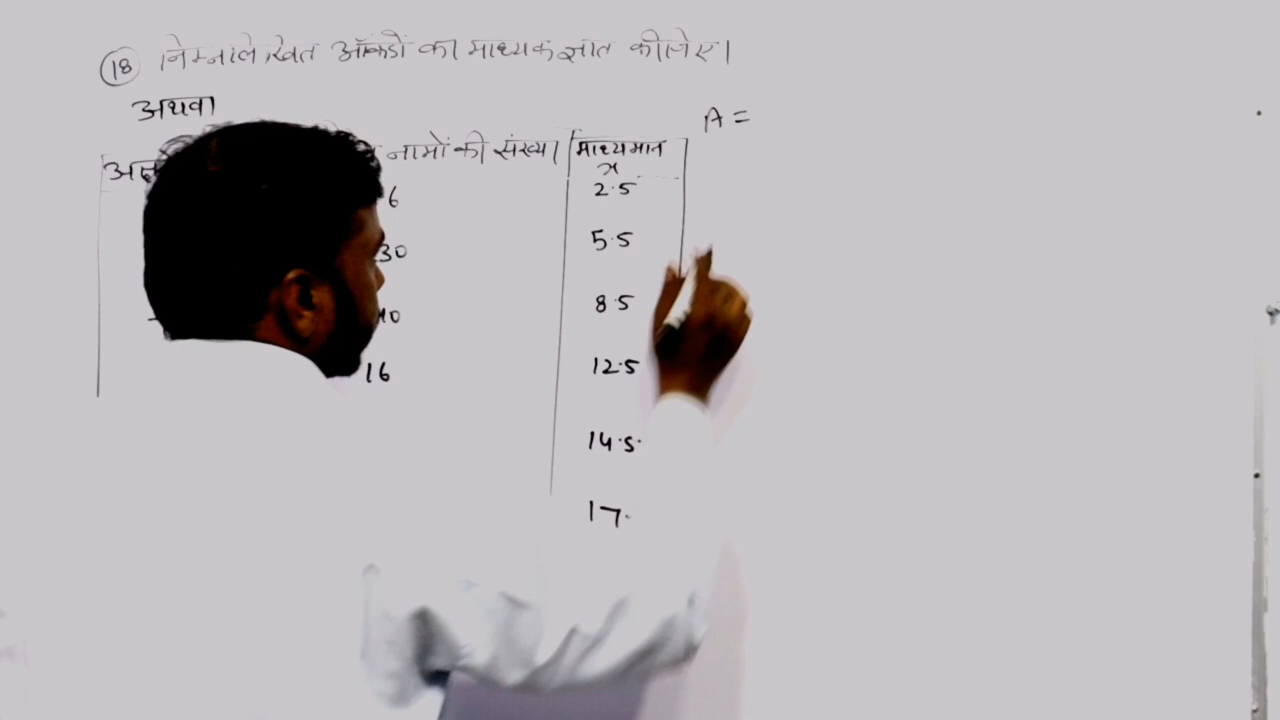 18 निम्नलिखित आँकडों का माध्यक ज्ञात कीजिए।
अथवा
A =
नामों की संख्या माध्यमान
x
6 2.5
30 5.5
40 8.5
16 12.5
14.5
17.